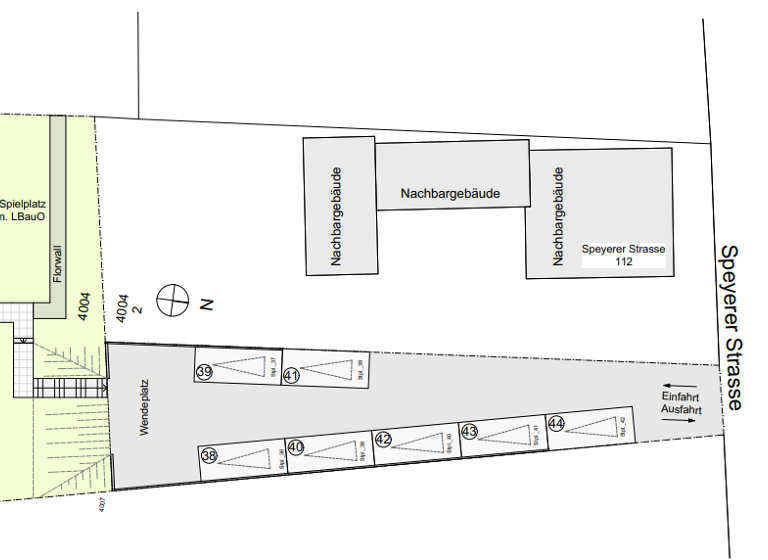 Spielplatz
m. LBauO
Florwall
4004
4004
2
N
Nachbargebäude
Nachbargebäude
Nachbargebäude
Speyerer Strasse
112
Speyerer Strasse
Wendeplatz
39
Stpl._37
41
Stpl._39
Einfahrt
Ausfahrt
38
Stpl._36
40
Stpl._38
42
Stpl._40
43
Stpl._41
44
Stpl._42
4007